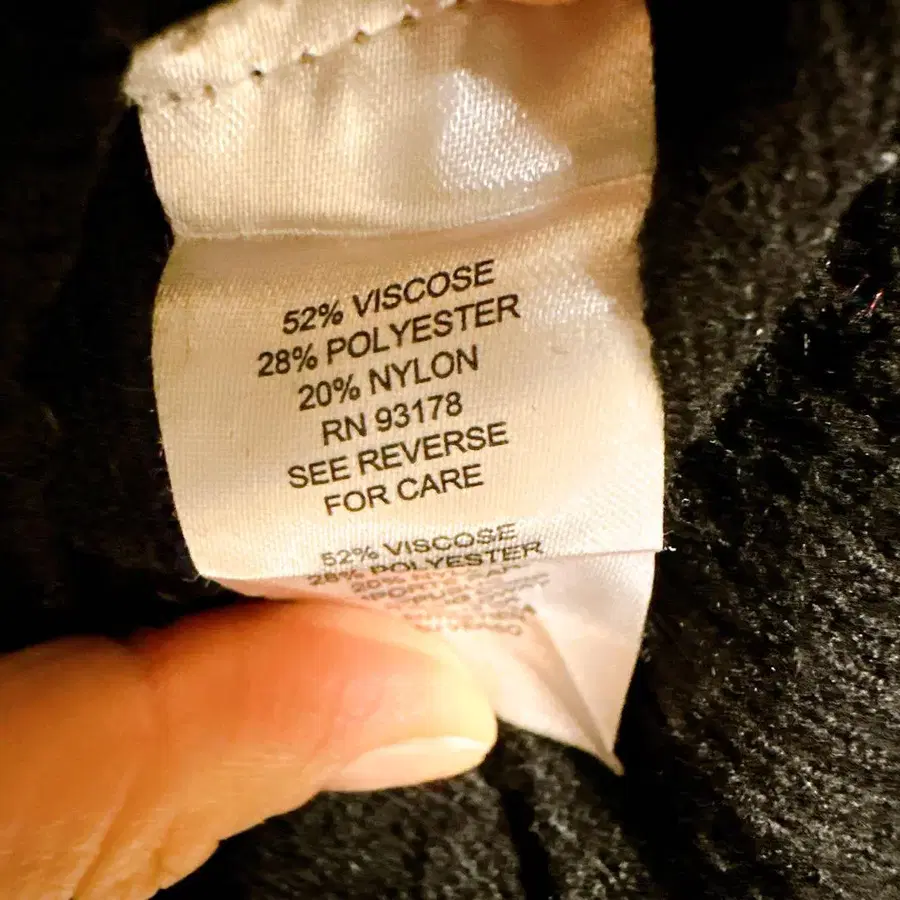 52% VISCOSE
28% POLYESTER
20% NYLON
RN 93178
SEE REVERSE
FOR CARE
52% VISCOSE
28% POLYESTER